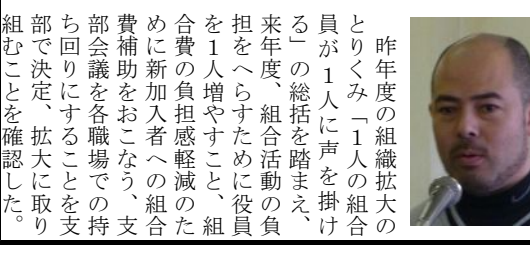 昨年度の組織拡大の
とりくみ「1人の組合
員が1人に声を掛け
る」の総括を踏まえ、
来年度、組合活動の負
担をへらすために役員
を1人増やすこと、組
合費の負担感軽減のた
めに新加入者への組合
費補助をおこなう、支
部会議を各職場での持
ち回りにすることを支
部で決定、拡大に取り
組むことを確認した。